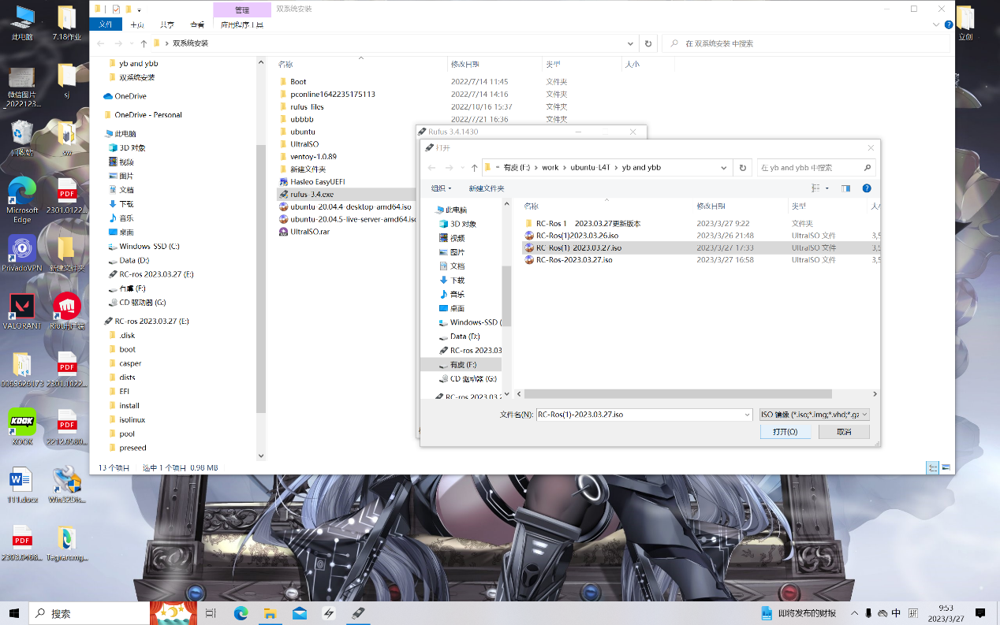 管理
双系统安装
文件
主页
共享
查看
应用程序工具
双系统安装
在 双系统安装 中搜索
此电脑
7.18作业
微信图片
_2022123...
sj
回收站
sw
Microsoft
Edge
2301.0122...
PrivadoVPN
新建文件夹
VALORANT
Riot客户端
0065626173
2301.1022...
KOOK
KOOK
2212.0580...
111.docx
Win32Dis...
2303.0468...
立创
yb and ybb
双系统安装
OneDrive
OneDrive - Personal
此电脑
3D 对象
视频
图片
文档
下载
音乐
桌面
Windows-SSD (C:)
Data (D:)
RC-ros 2023.03.27 (E:)
有虞 (F:)
CD 驱动器 (G:)
RC-ros 2023.03.27 (E:)
.disk
boot
casper
dists
EFI
install
isolinux
pool
preseed
名称
修改日期
类型
大小
Boot 2022/7/14 11:45 文件夹
pconline1642235175113 2022/7/14 14:16 文件夹
rufus_files 2022/10/16 15:37 文件夹
ubbbb 2022/7/21 16:36 文件夹
ubuntu
UltraISO
ventoy-1.0.89
新建文件夹
Hasleo EasyUEFI
rufus-3.4.exe
ubuntu-20.04.4-desktop-amd64.iso
ubuntu-20.04.5-live-server-amd64.iso
UltraISO.rar
13 个项目
选中 1 个项目 0.98 MB
Rufus 3.4.1430
打开
« 有虞 (F:) › work › ubuntu-L4T › yb and ybb
在 yb and ybb 中搜索
组织
新建文件夹
此电脑
3D 对象
视频
图片
文档
下载
音乐
桌面
Windows-SSD (
Data (D:)
RC-ros 2023.03
有虞 (F:)
CD 驱动器 (G:)
RC-ros 2023.03.2
名称
修改日期
类型
RC-Ros 1 2023.03.27更新版本 2023/3/27 9:22 文件夹
RC-Ros(1)2023.03.26.iso 2023/3/26 21:48 UltraISO 文件 3,5
RC-Ros(1)-2023.03.27.iso 2023/3/27 17:33 UltraISO 文件 3,5
RC-Ros-2023.03.27.iso 2023/3/27 16:58 UltraISO 文件 3,5
文件名(N):
RC-Ros(1)-2023.03.27.iso
ISO 镜像 (*.iso;*.img;*.vhd;*.gz
打开(O)
取消
搜索
即将发布的财报
中
拼
9:53
2023/3/27